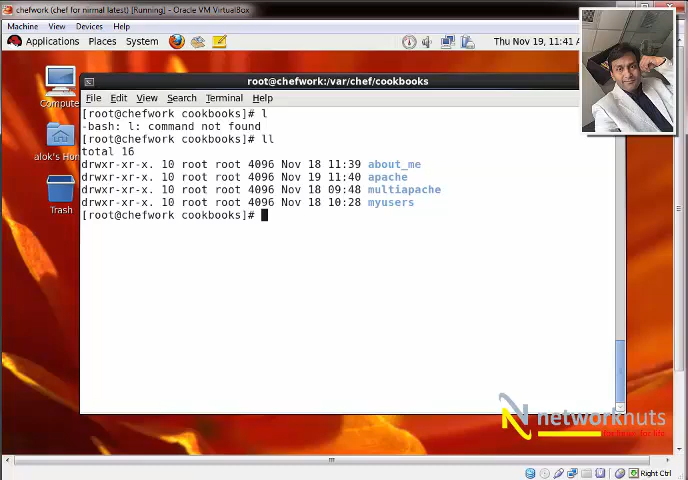 chefwork (chef for nirmal latest) [Running] - Oracle VM VirtualBox
Machine View Devices Help
Applications Places System Thu Nov 19, 11:41 A
root@chefwork:/var/chef/cookbooks
File Edit View Search Terminal Help
[root@chefwork cookbooks]# l
-bash: l: command not found
[root@chefwork cookbooks]# ll
total 16
drwxr-xr-x. 10 root root 4096 Nov 18 11:39 about_me
drwxr-xr-x. 10 root root 4096 Nov 19 11:40 apache
drwxr-xr-x. 10 root root 4096 Nov 18 09:48 multiapache
drwxr-xr-x. 10 root root 4096 Nov 18 10:28 myusers
[root@chefwork cookbooks]#
Compute
alok's Hom
Trash
networknuts
Right Ctrl